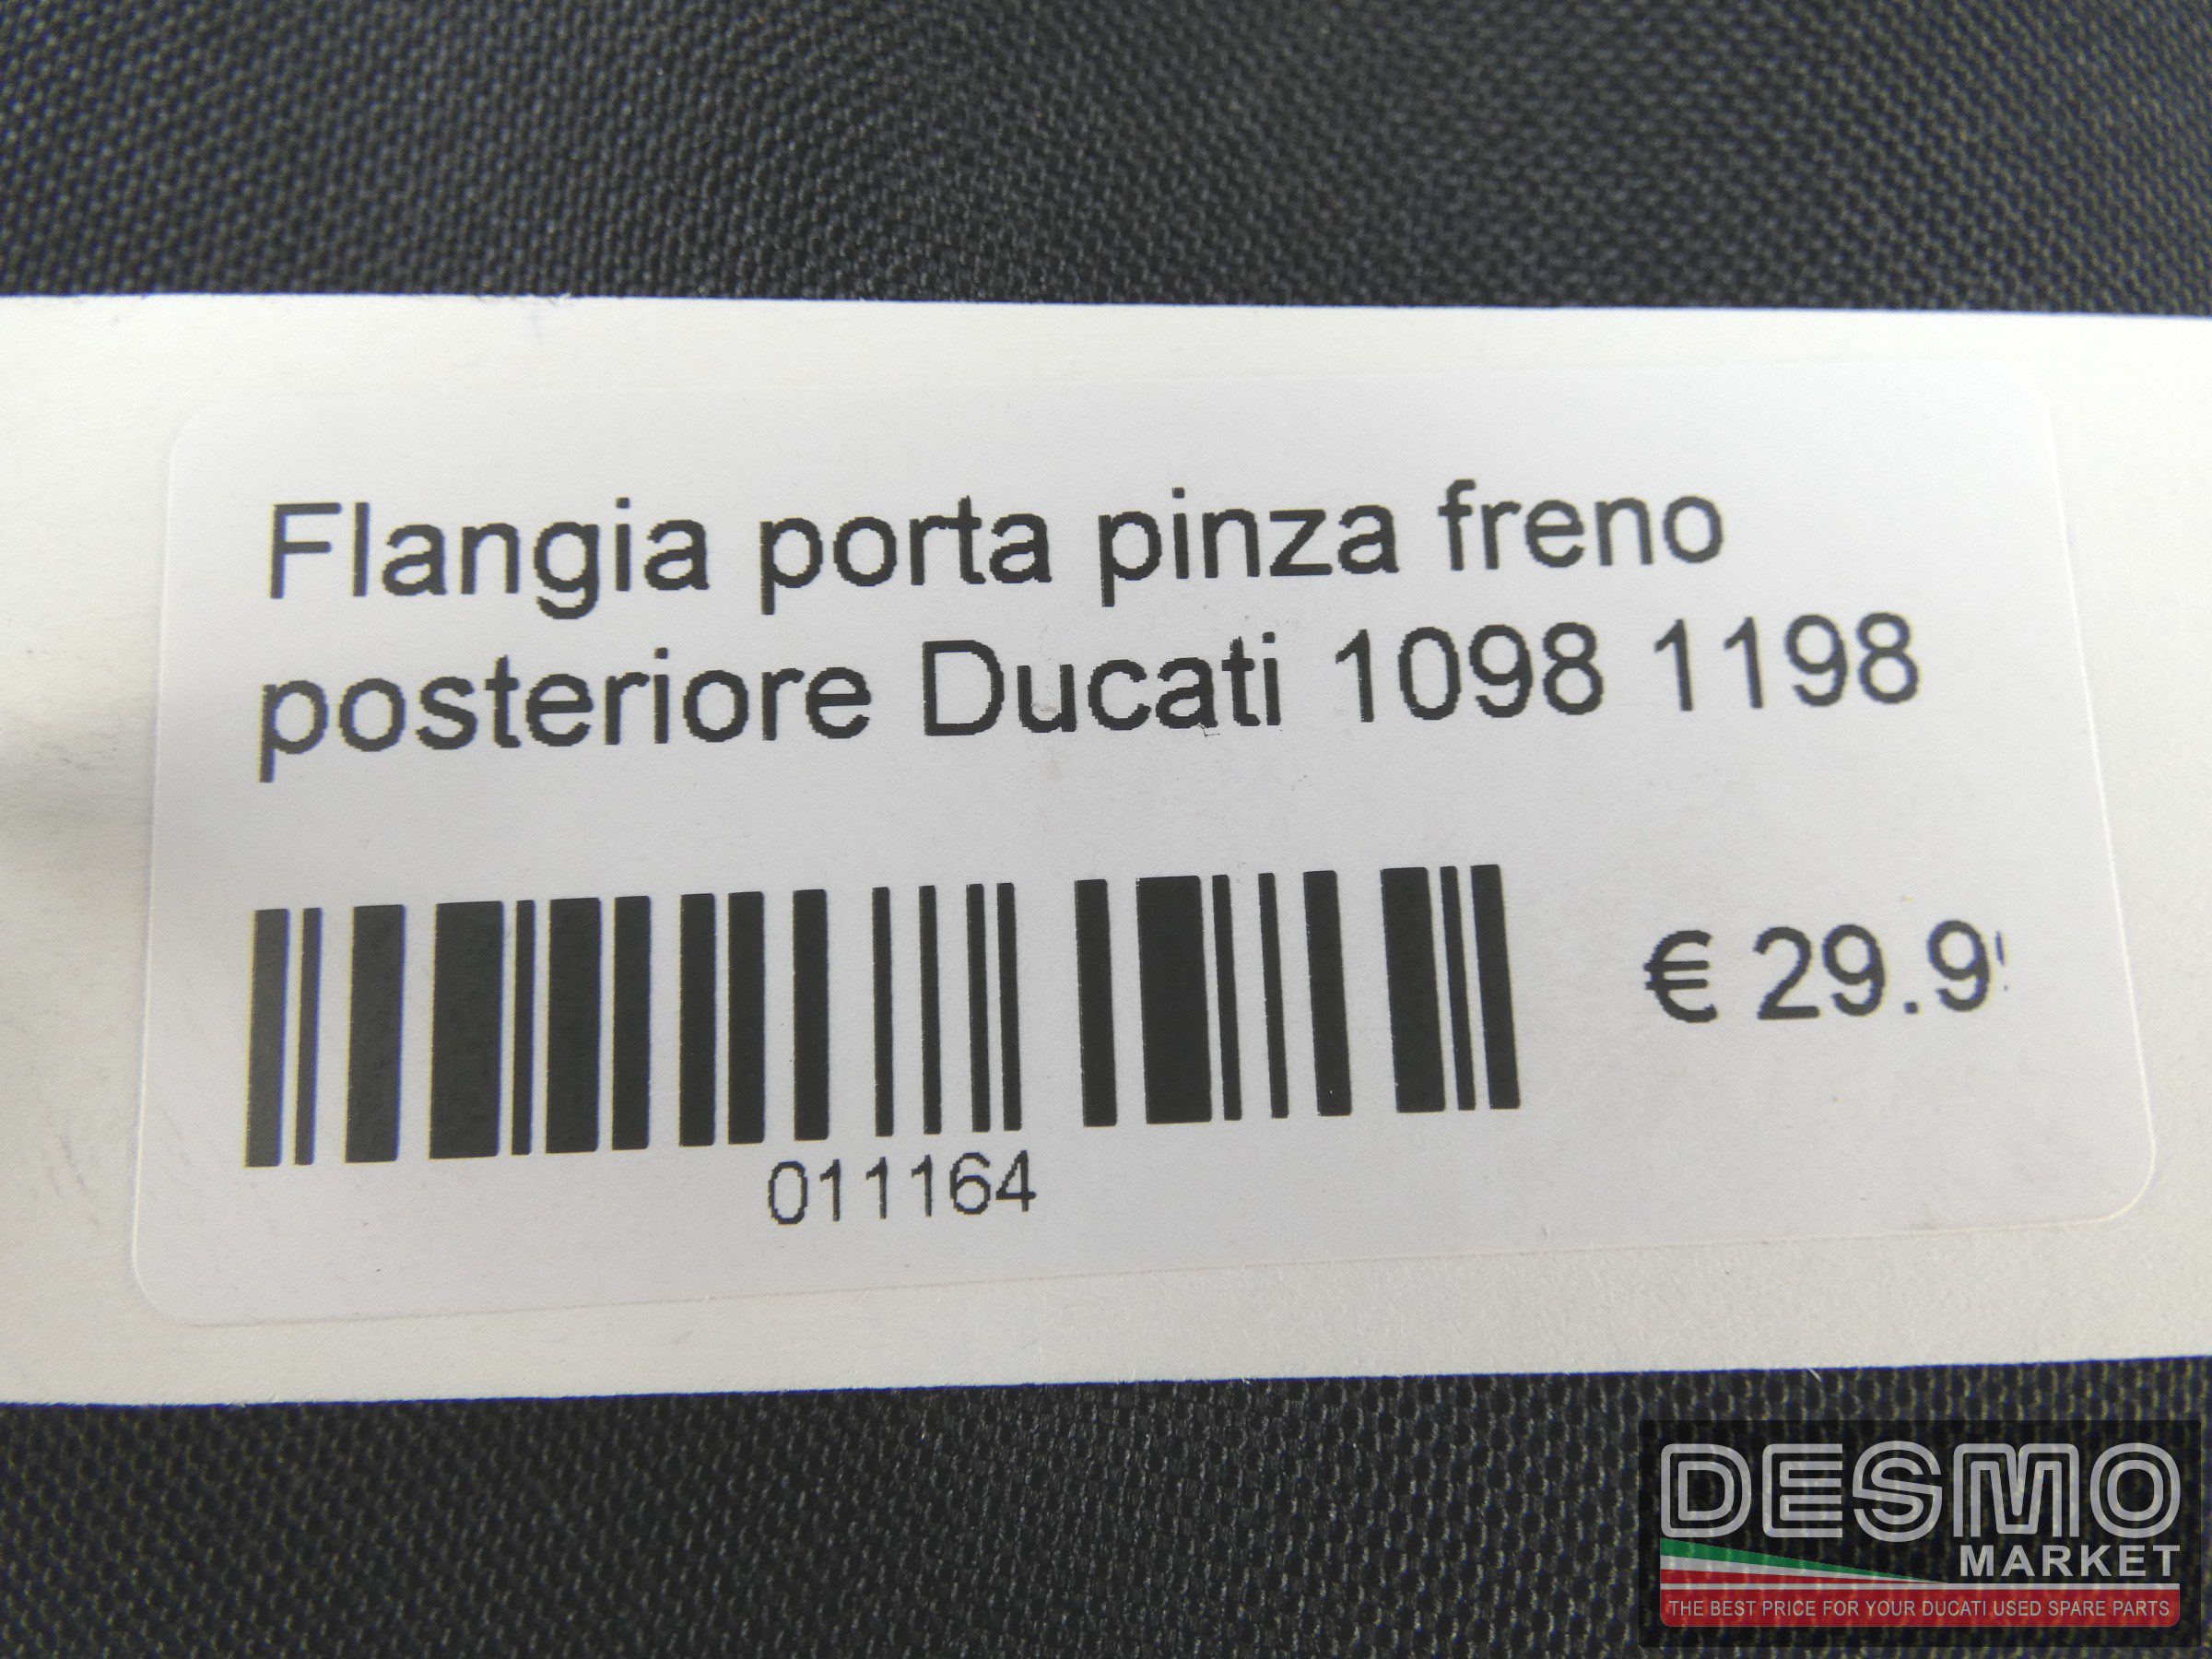 Flangia porta pinza freno
posteriore Ducati 1098 1198
€ 29.9
011164
DESMO
MARKET
THE BEST PRICE FOR YOUR DUCATI USED SPARE PARTS